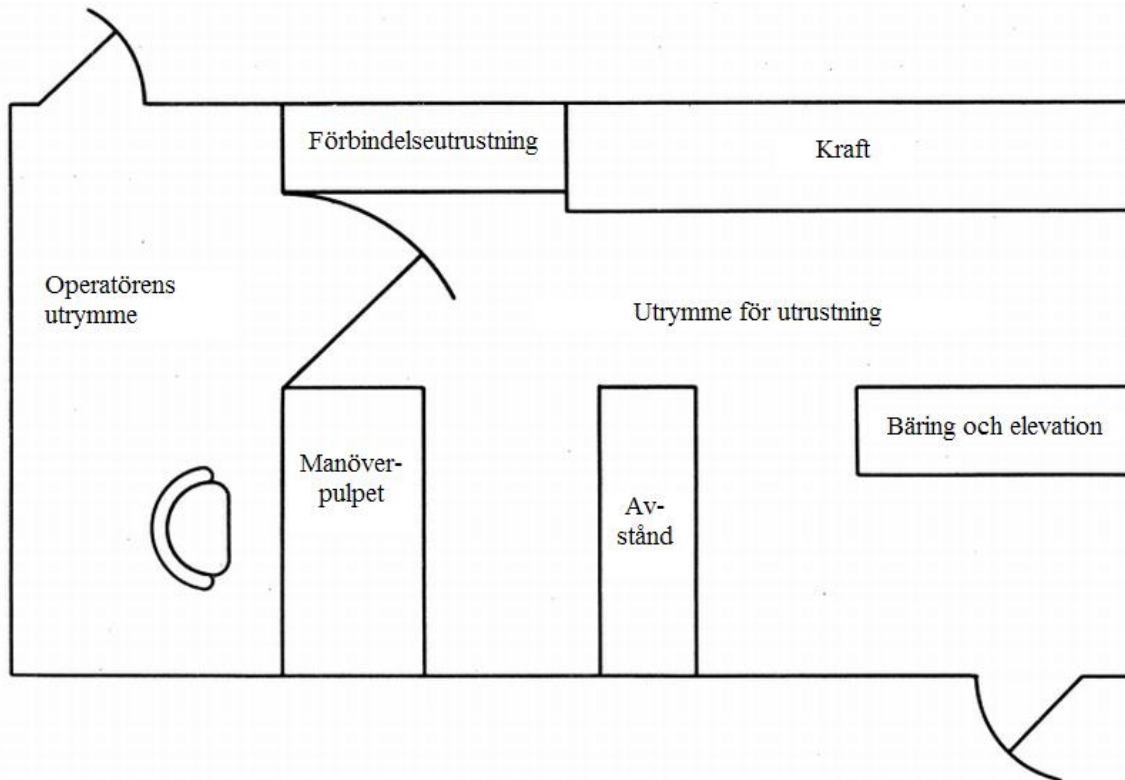 Förbindelseutrustning
Kraft
Operatörens
utrymme
Utrymme för utrustning
Bäring och elevation
Manöver-
pulpet
Av-
stånd